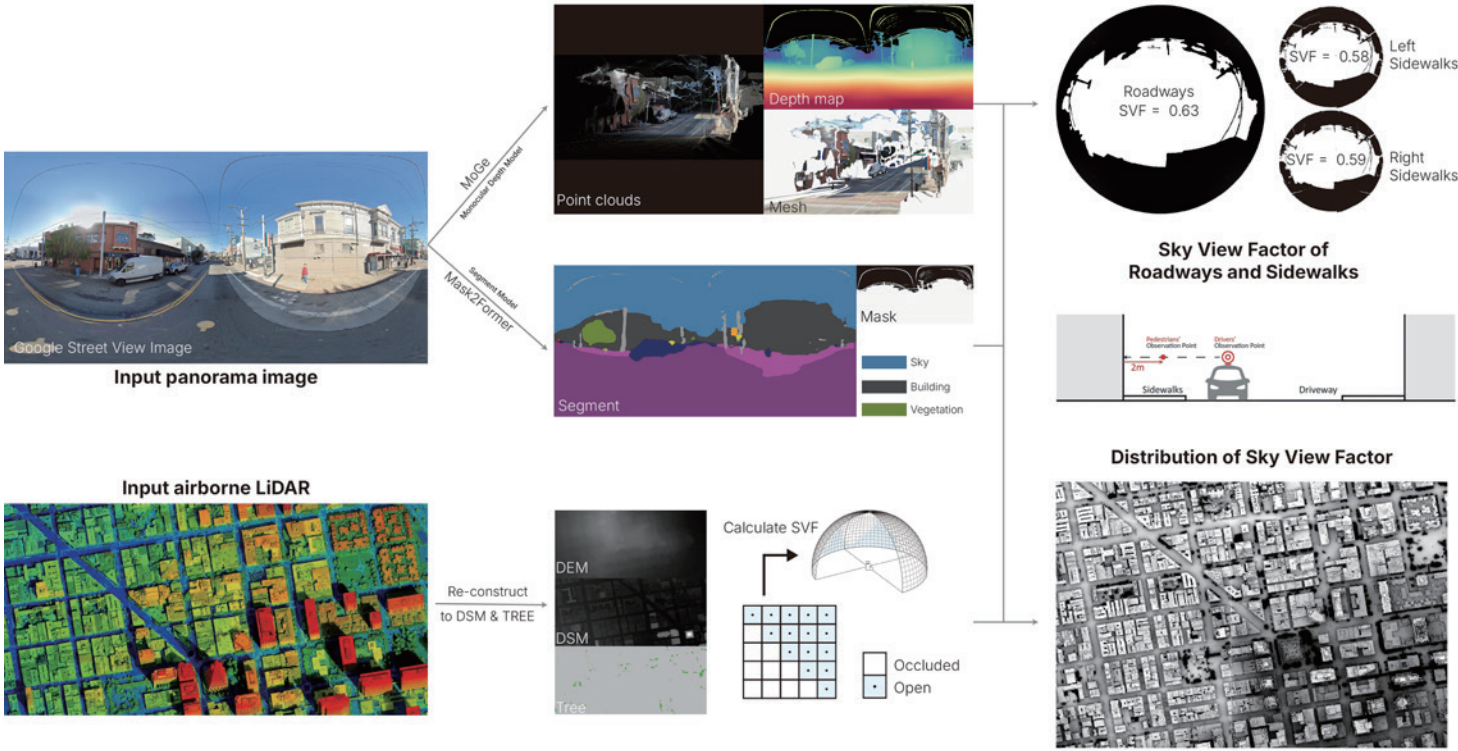 Google Street View Image
Input panorama image
MoGe
Monocular Depth Model
Segment Model
Mask2Former
Point clouds
Depth map
Mesh
Segment
Mask
Sky
Building
Vegetation
Roadways
SVF = 0.63
SVF = 0.58
Left
Sidewalks
SVF = 0.59
Right
Sidewalks
Sky View Factor of
Roadways and Sidewalks
Pedestrians'
Observation Point
Drivers'
Observation Point
2m
Sidewalks
Driveway
Input airborne LiDAR
Re-construct
to DSM & TREE
DEM
DSM
Tree
Calculate SVF
Occluded
Open
Distribution of Sky View Factor